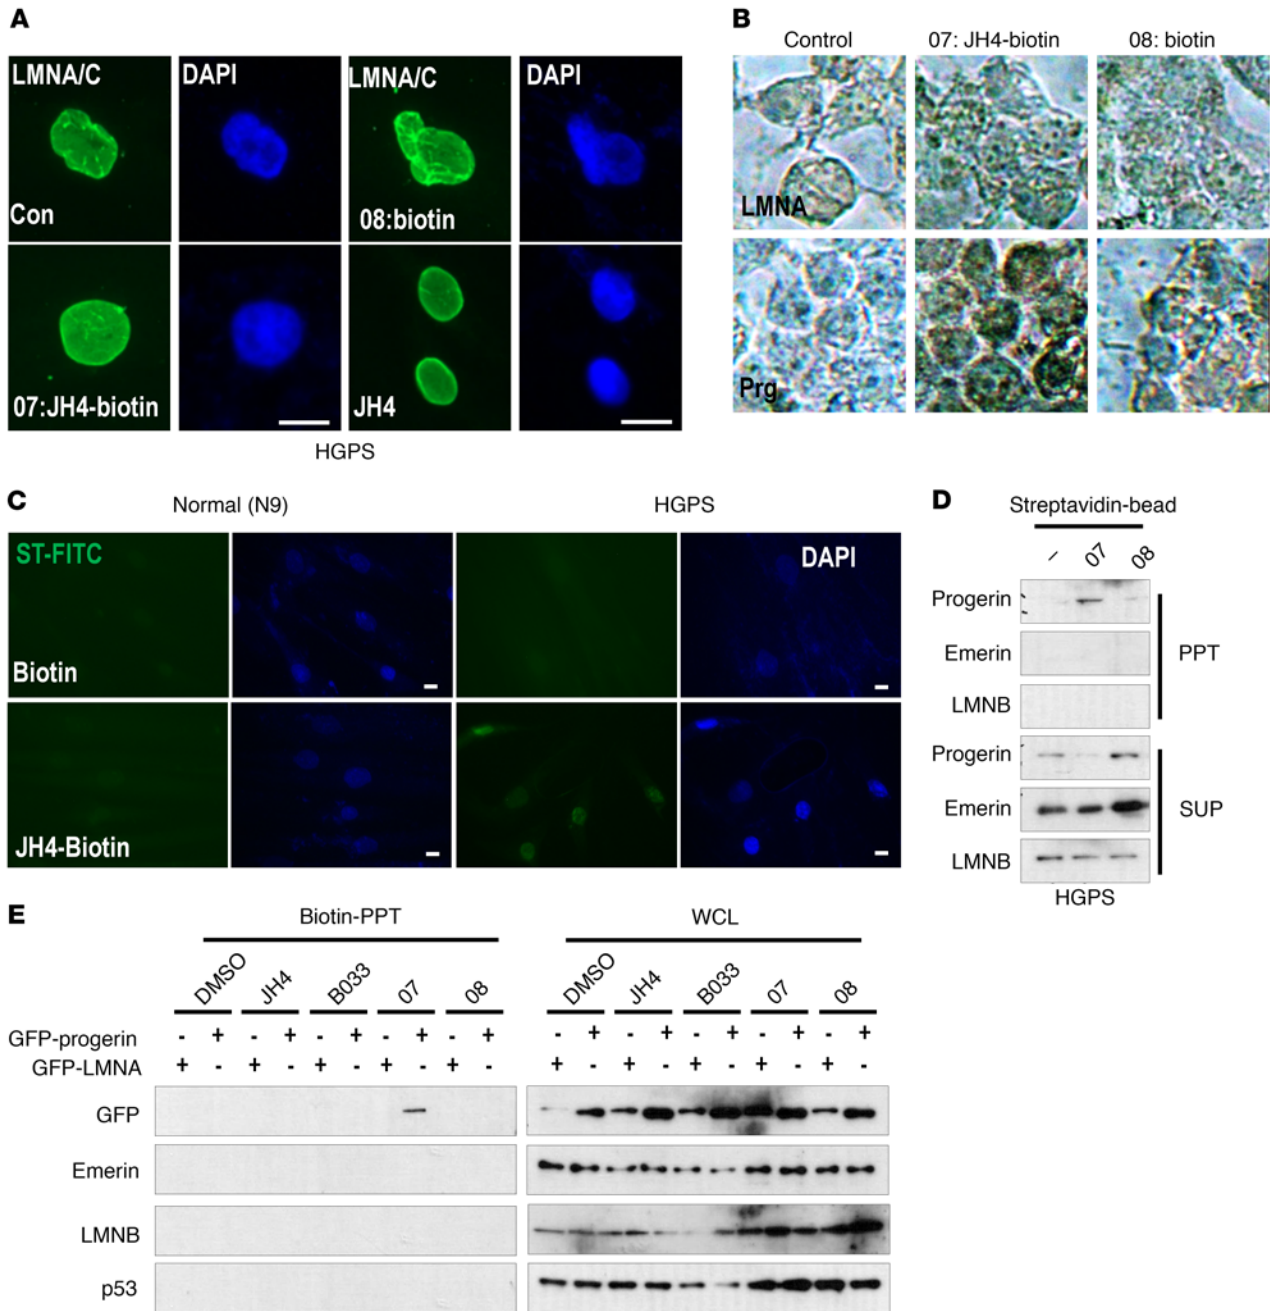 A
LMNA/C
DAPI
LMNA/C
DAPI
Con
08:biotin
07:JH4-biotin
JH4
HGPS
B
Control
07: JH4-biotin
08: biotin
LMNA
Prg
C
Normal (N9)
HGPS
ST-FITC
DAPI
Biotin
JH4-Biotin
D
Streptavidin-bead
– 07 08
Progerin
Emerin
LMNB
PPT
Progerin
Emerin
LMNB
SUP
HGPS
E
Biotin-PPT
WCL
DMSO JH4 B033 07 08 DMSO JH4 B033 07 08
GFP-progerin - + - + - + - + - + - + - + - + - + - +
GFP-LMNA + - + - + - + - + - + - + - + - + - + -
GFP
Emerin
LMNB
p53